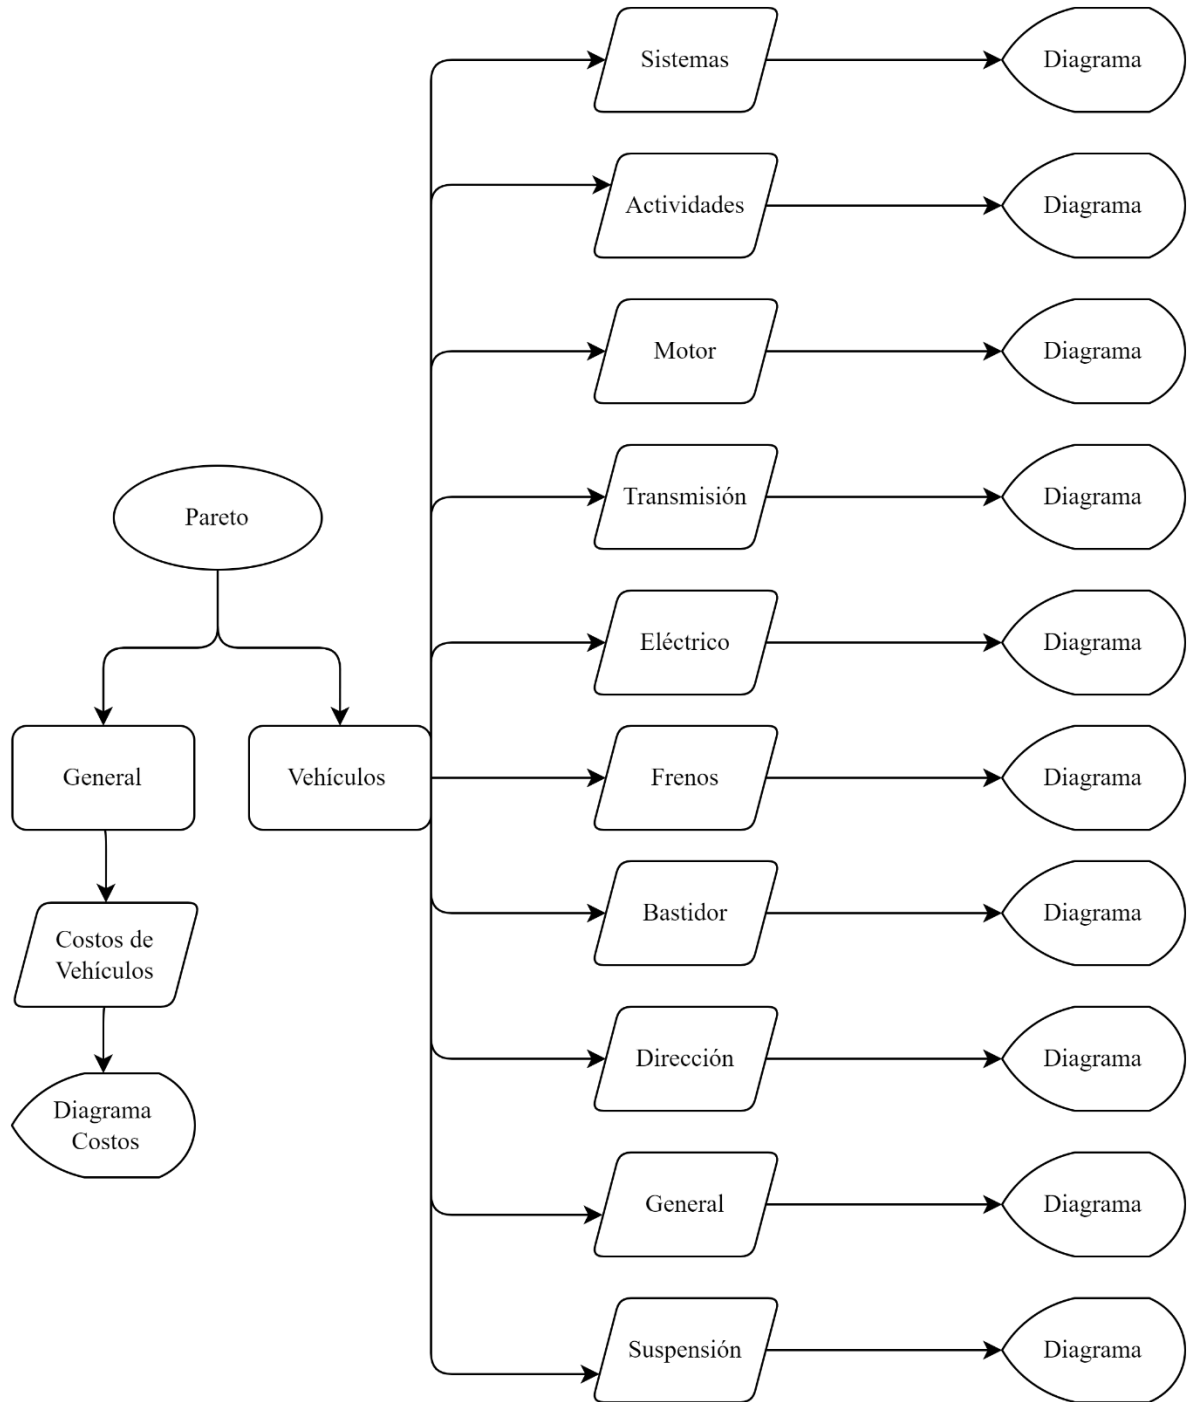 Sistemas
Diagrama
Actividades
Diagrama
Motor
Diagrama
Transmisión
Diagrama
Pareto
Eléctrico
Diagrama
General
Vehículos
Frenos
Diagrama
Bastidor
Diagrama
Costos de
Vehículos
Dirección
Diagrama
Diagrama
Costos
General
Diagrama
Suspensión
Diagrama